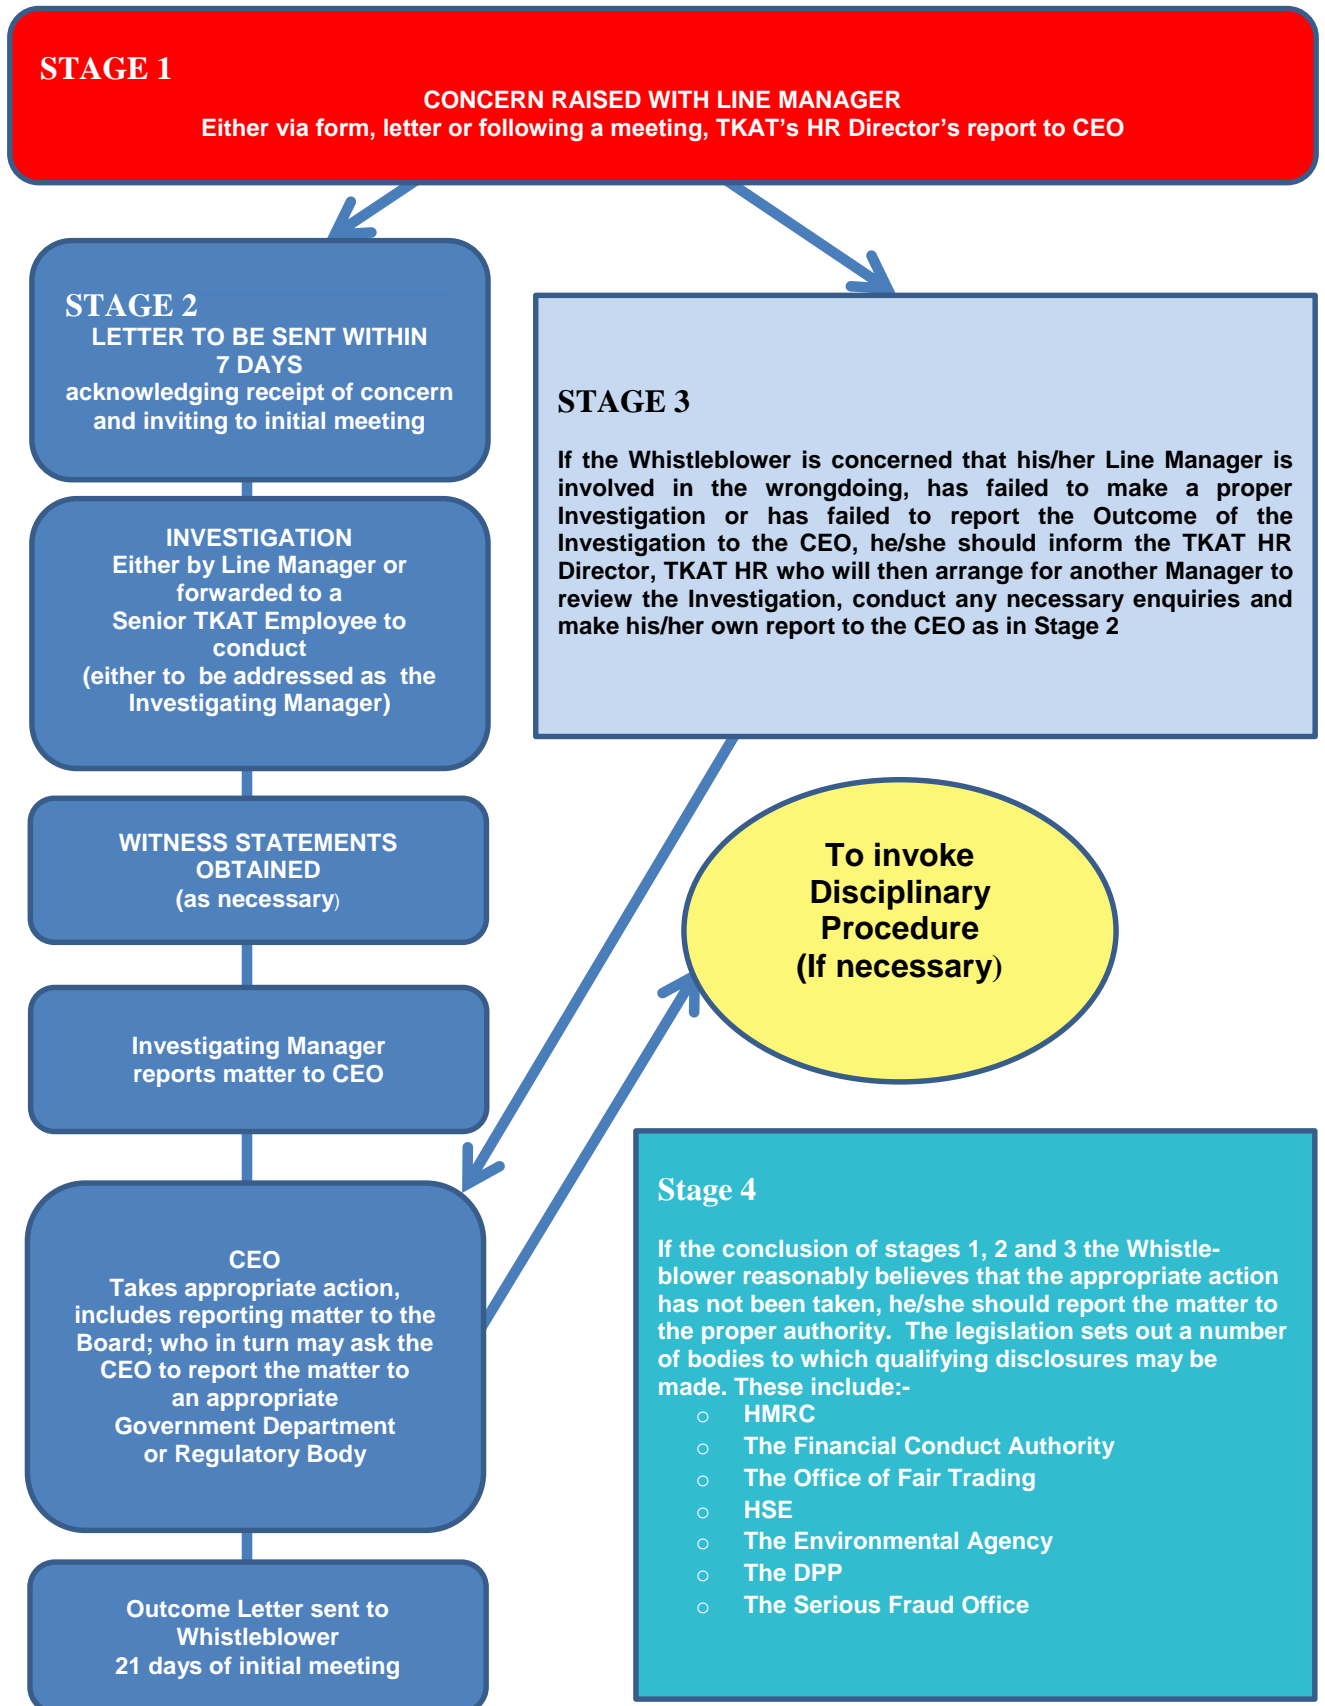 STAGE 1
CONCERN RAISED WITH LINE MANAGER
Either via form, letter or following a meeting, TKAT’s HR Director’s report to CEO
STAGE 2
LETTER TO BE SENT WITHIN
7 DAYS
acknowledging receipt of concern
and inviting to initial meeting
INVESTIGATION
Either by Line Manager or
forwarded to a
Senior TKAT Employee to
conduct
(either to be addressed as the
Investigating Manager)
WITNESS STATEMENTS
OBTAINED
(as necessary)
Investigating Manager
reports matter to CEO
CEO
Takes appropriate action,
includes reporting matter to the
Board; who in turn may ask the
CEO to report the matter to
an appropriate
Government Department
or Regulatory Body
Outcome Letter sent to
Whistleblower
21 days of initial meeting
STAGE 3
If the Whistleblower is concerned that his/her Line Manager is
involved in the wrongdoing, has failed to make a proper
Investigation or has failed to report the Outcome of the
Investigation to the CEO, he/she should inform the TKAT HR
Director, TKAT HR who will then arrange for another Manager to
review the Investigation, conduct any necessary enquiries and
make his/her own report to the CEO as in Stage 2
To invoke
Disciplinary
Procedure
(If necessary)
Stage 4
If the conclusion of stages 1, 2 and 3 the Whistle-
blower reasonably believes that the appropriate action
has not been taken, he/she should report the matter to
the proper authority. The legislation sets out a number
of bodies to which qualifying disclosures may be
made. These include:-
o HMRC
o The Financial Conduct Authority
o The Office of Fair Trading
o HSE
o The Environmental Agency
o The DPP
o The Serious Fraud Office